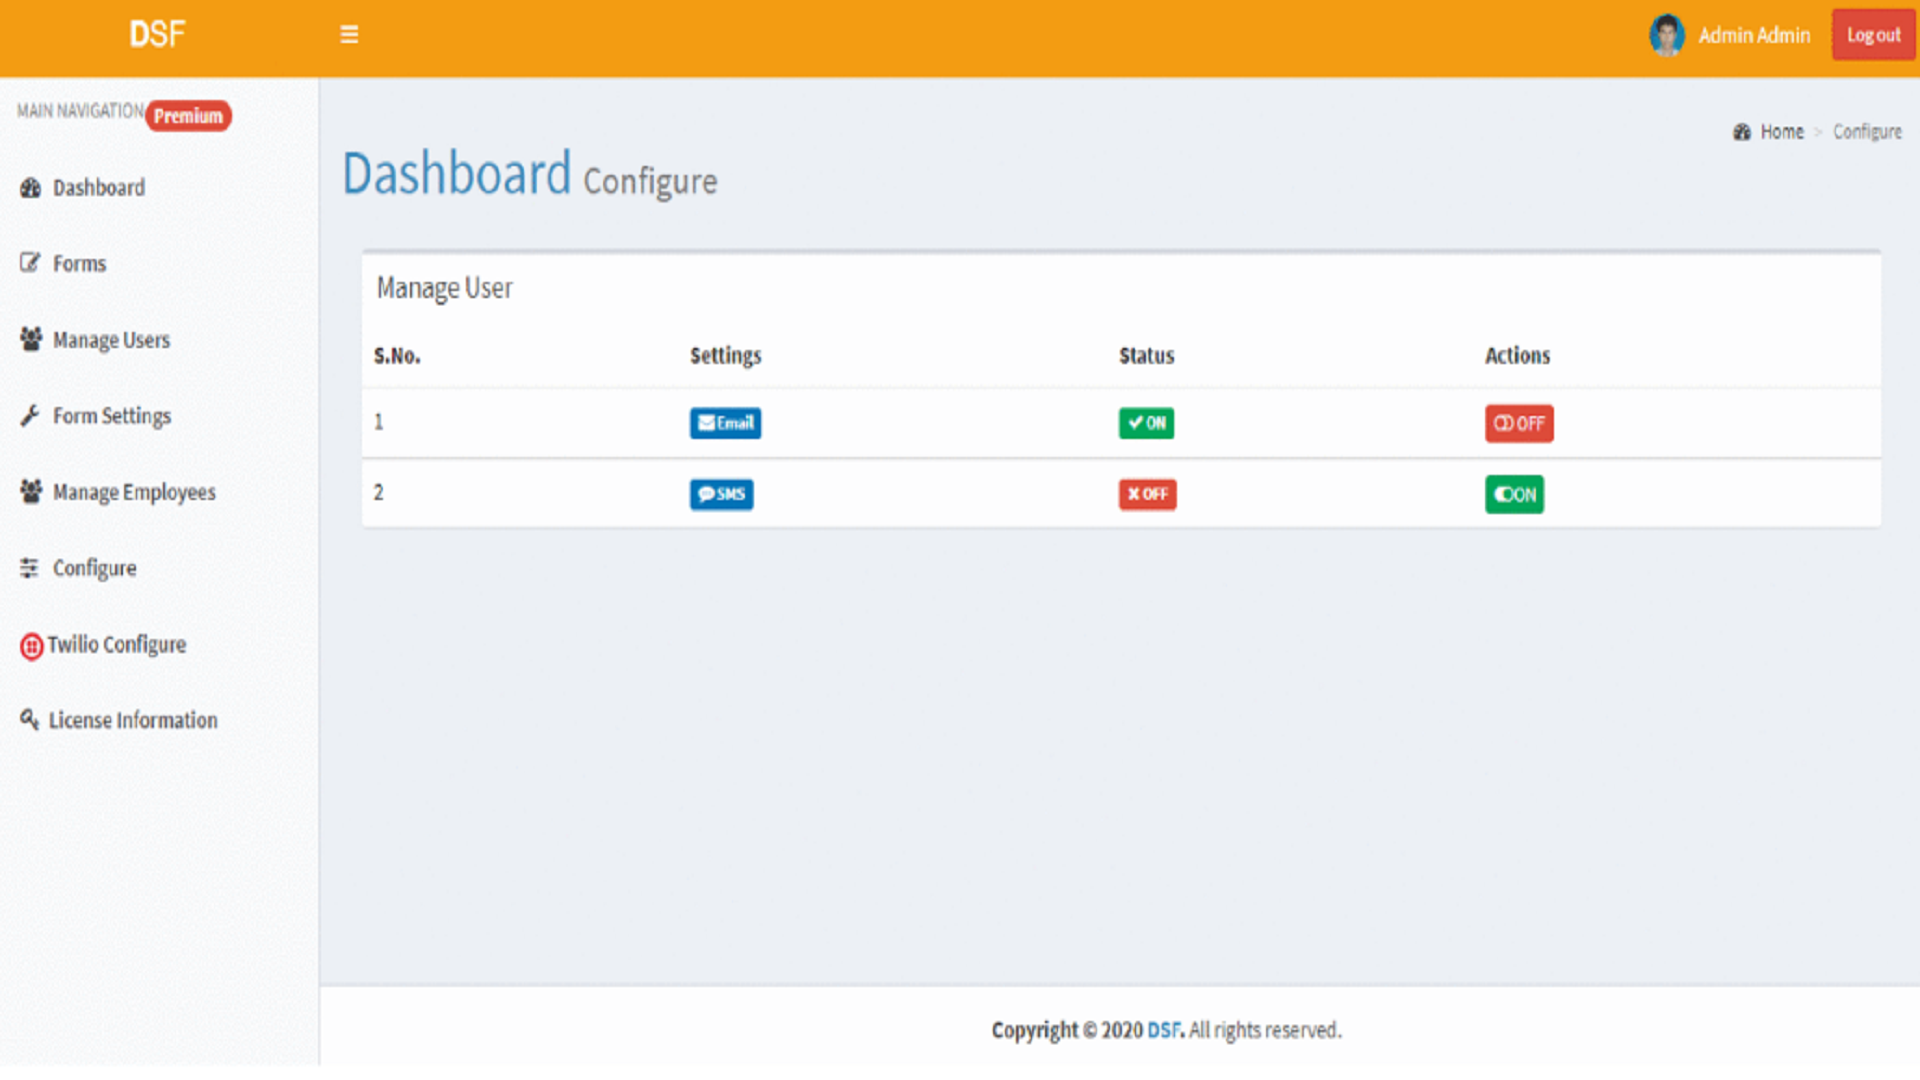 DSF
Admin Admin
Log out
MAIN NAVIGATION Premium
Dashboard
Forms
Manage Users
Form Settings
Manage Employees
Configure
Twilio Configure
License Information
Home > Configure
Dashboard Configure
Manage User
S.No. Settings Status Actions
1 Email ON OFF
2 SMS OFF ON
Copyright © 2020 DSF. All rights reserved.